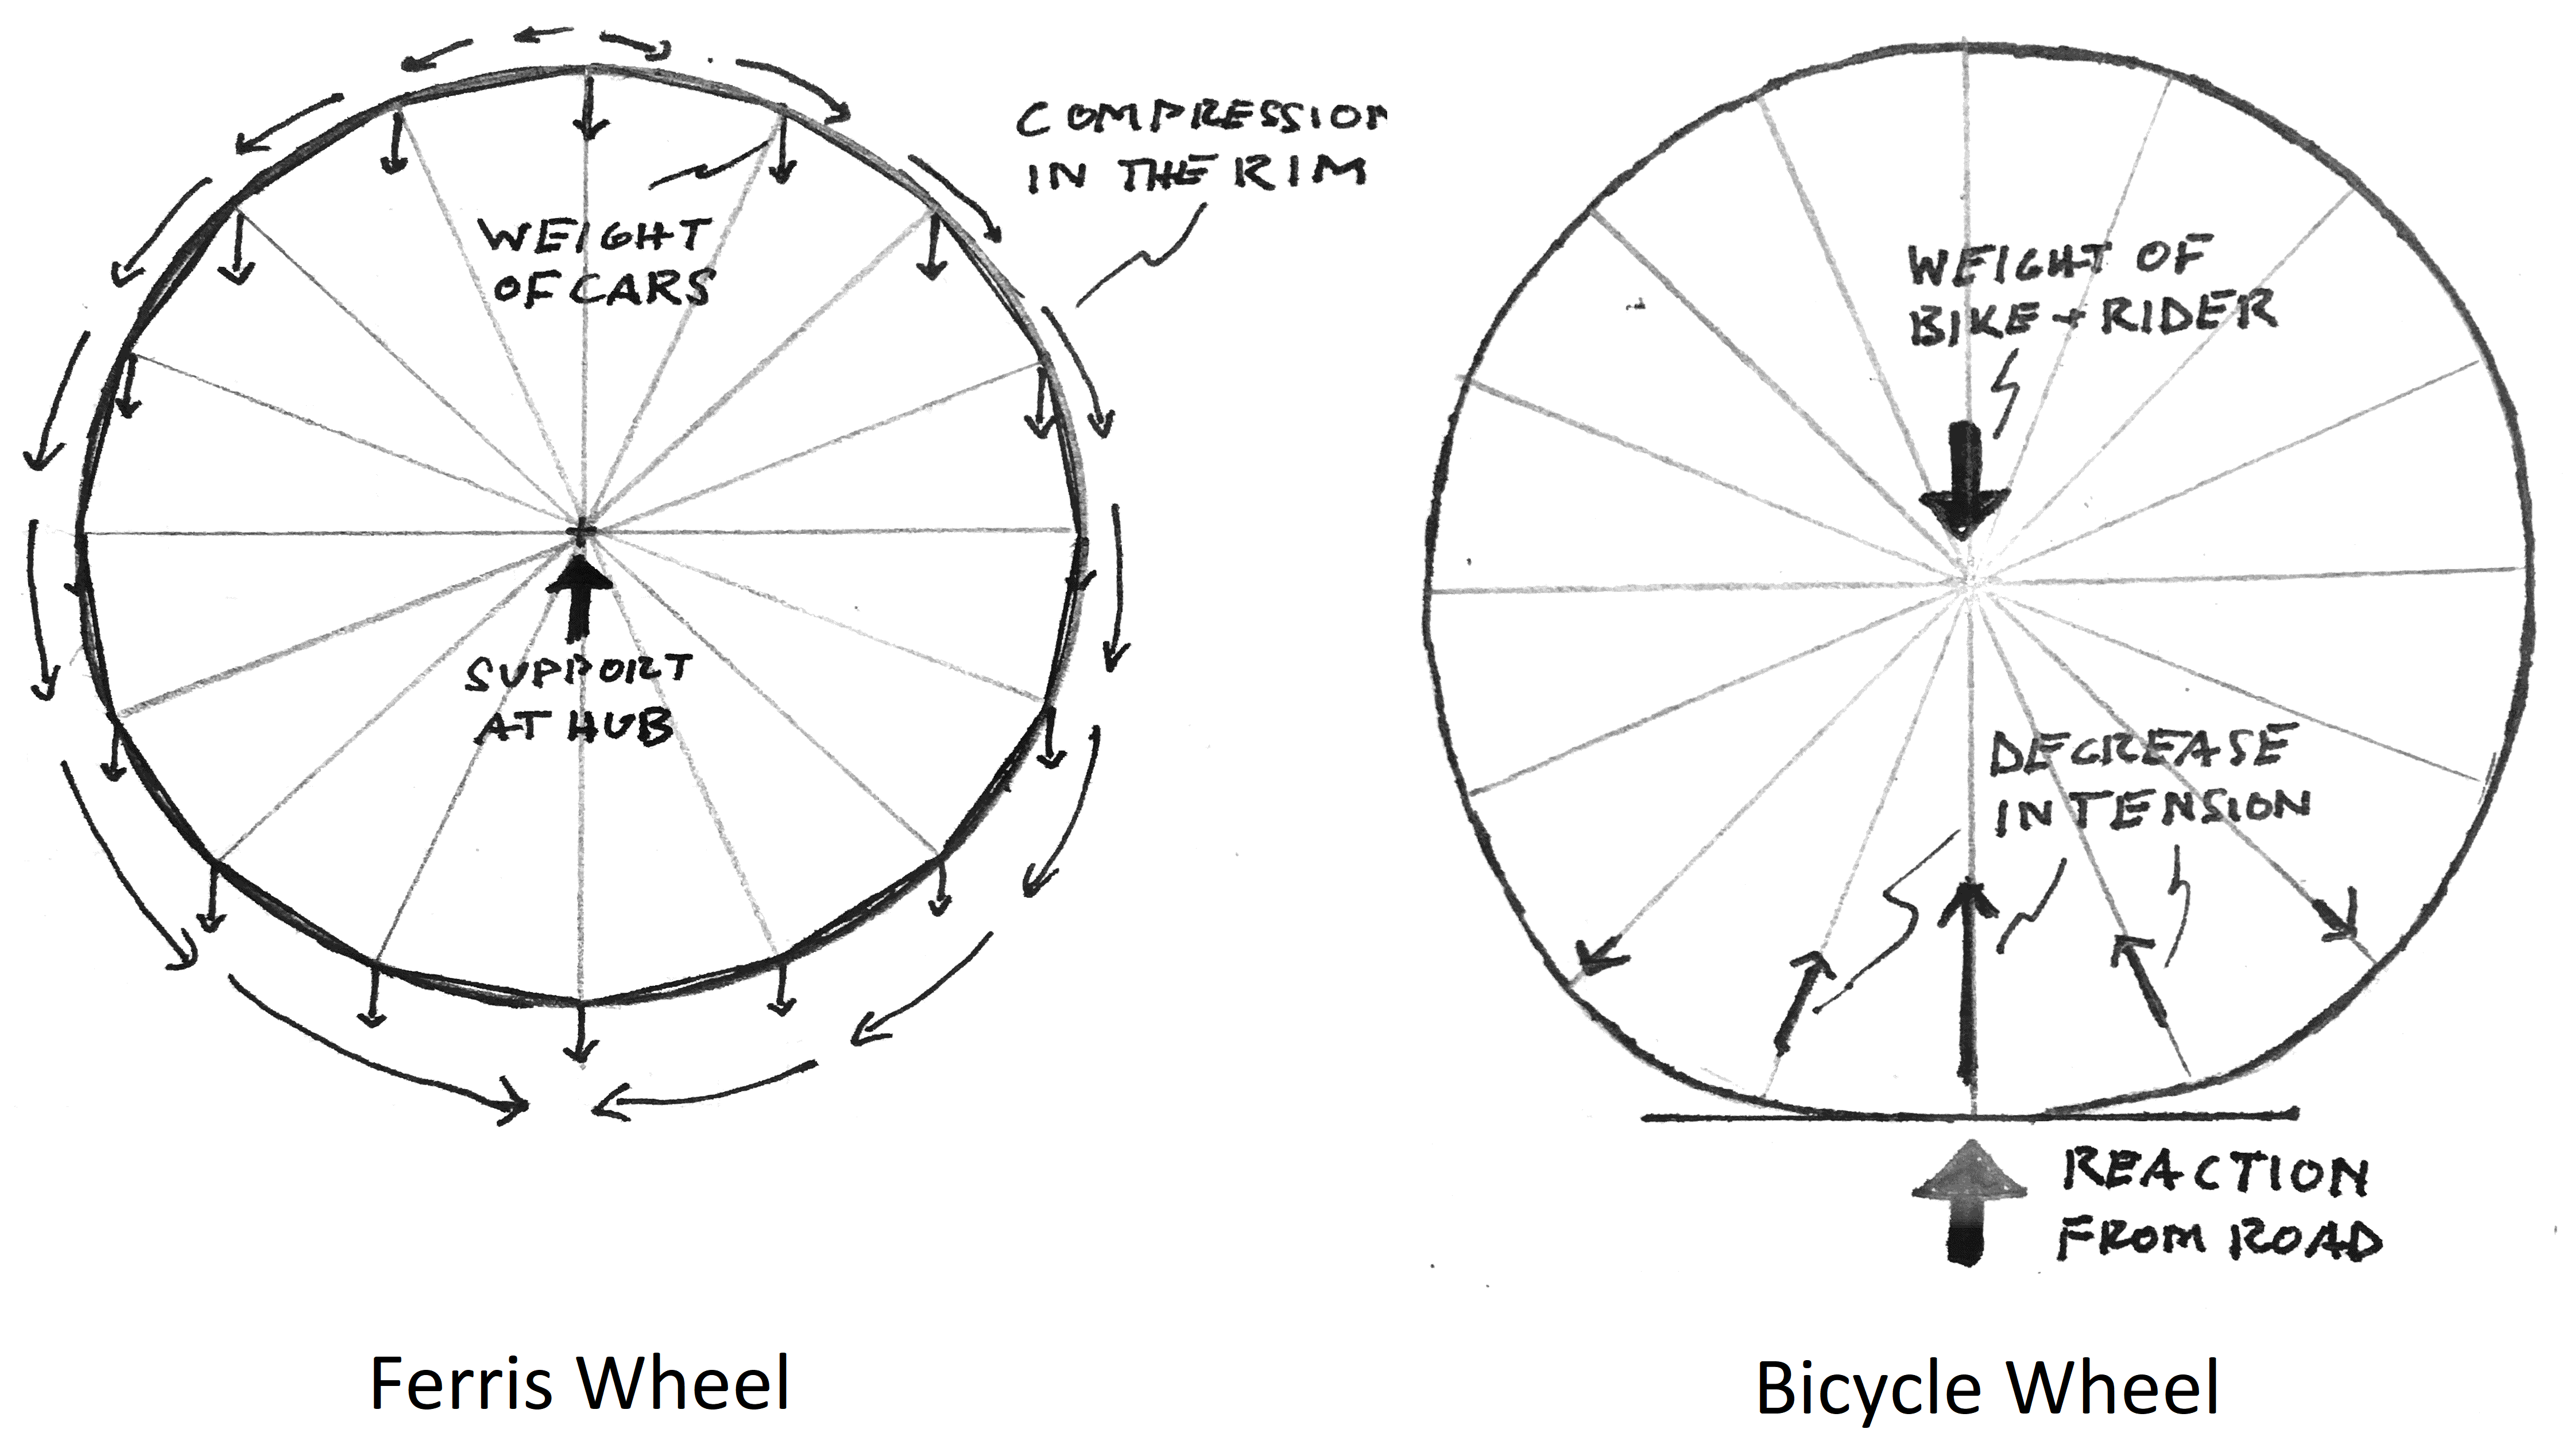 COMPRESSION
IN THE RIM
WEIGHT
OF CARS
SUPPORT
AT HUB
Ferris Wheel
WEIGHT OF
BIKE + RIDER
DECREASE
IN TENSION
REACTION
FROM ROAD
Bicycle Wheel